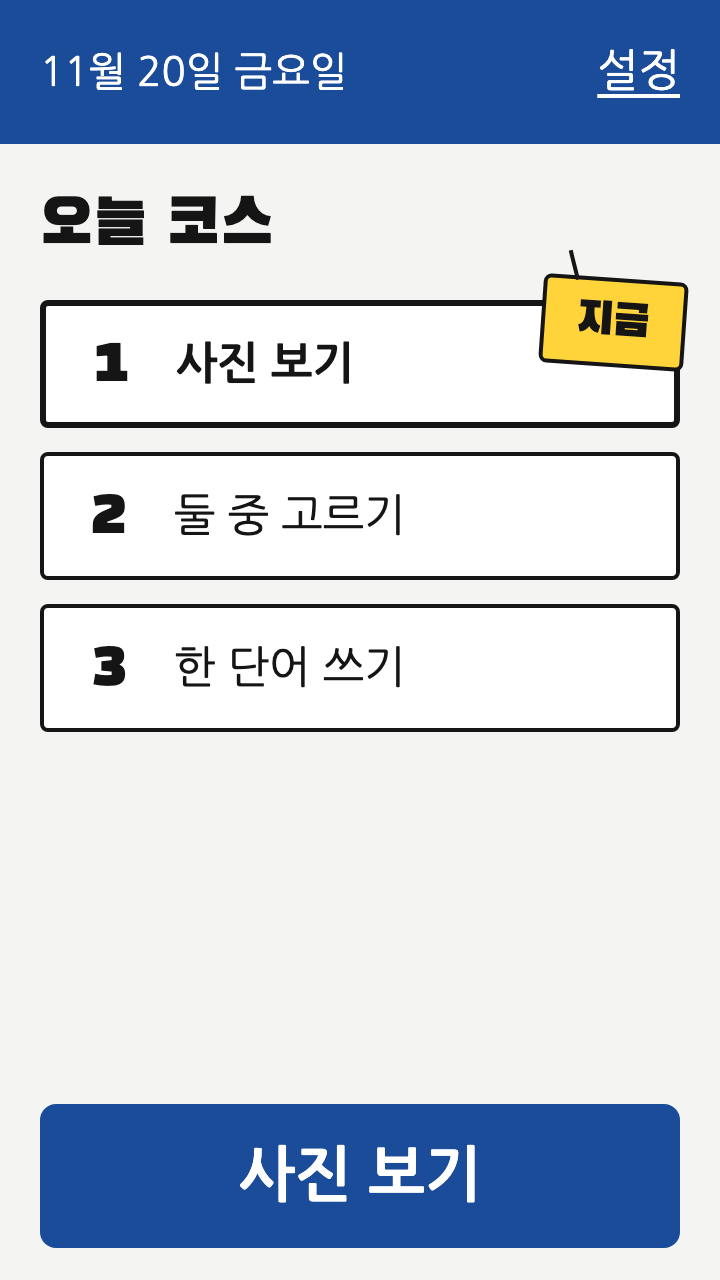 11월 20일 금요일 설정
오늘 코스
지금
1 사진 보기
2 둘 중 고르기
3 한 단어 쓰기
사진 보기